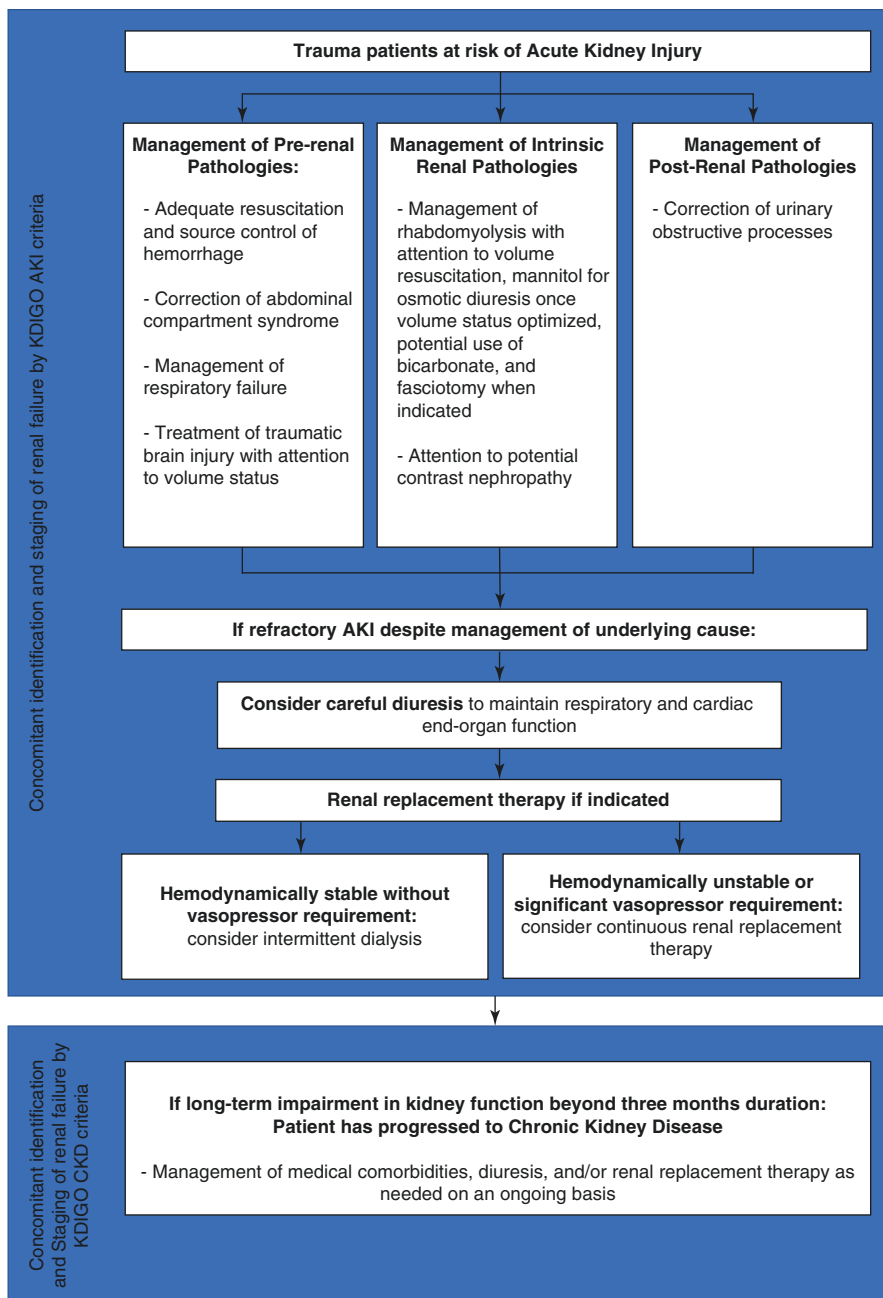 Trauma patients at risk of Acute Kidney Injury
Management of Pre-renal
Pathologies:
- Adequate resuscitation
and source control of
hemorrhage
- Correction of abdominal
compartment syndrome
- Management of
respiratory failure
- Treatment of traumatic
brain injury with attention
to volume status
Management of Intrinsic
Renal Pathologies
- Management of
rhabdomyolysis with
attention to volume
resuscitation, mannitol for
osmotic diuresis once
volume status optimized,
potential use of
bicarbonate, and
fasciotomy when
indicated
- Attention to potential
contrast nephropathy
Management of
Post-Renal Pathologies
- Correction of urinary
obstructive processes
If refractory AKI despite management of underlying cause:
Consider careful diuresis to maintain respiratory and cardiac
end-organ function
Renal replacement therapy if indicated
Hemodynamically stable without
vasopressor requirement:
consider intermittent dialysis
Hemodynamically unstable or
significant vasopressor requirement:
consider continuous renal replacement
therapy
Concomitant identification and staging of renal failure by KDIGO AKI criteria
If long-term impairment in kidney function beyond three months duration:
Patient has progressed to Chronic Kidney Disease
- Management of medical comorbidities, diuresis, and/or renal replacement therapy as
needed on an ongoing basis
Concomitant identification
and Staging of renal failure by
KDIGO CKD criteria